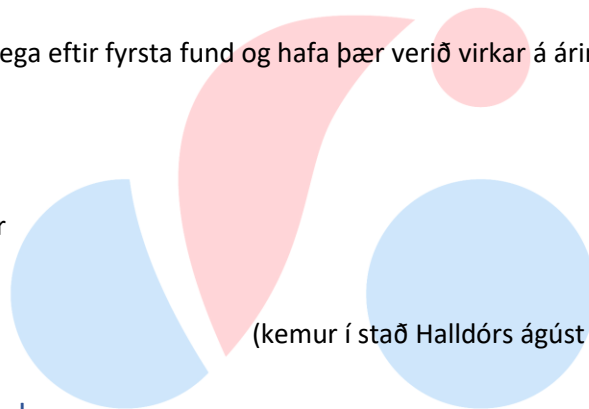 ega eftir fyrsta fund og hafa þær verið virkar á árin
r
(kemur í stað Halldórs ágúst